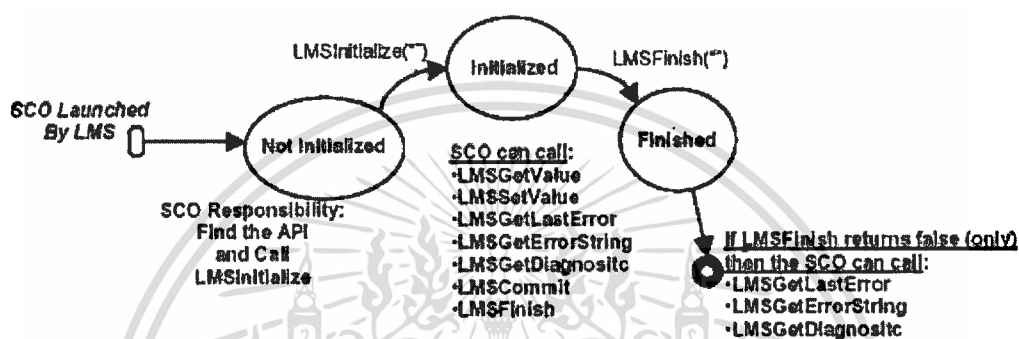 LMSInitialize("")
Initialized
LMSFinish("")
SCO Launched
By LMS
Not Initialized
Finished
SCO Responsibility:
Find the API
and Call
LMSInitialize
SCO can call:
•LMSGetValue
•LMSSetValue
•LMSGetLastError
•LMSGetErrorString
•LMSGetDiagnositc
•LMSCommit
•LMSFinish
If LMSFinish returns false (only)
then the SCO can call:
•LMSGetLastError
•LMSGetErrorString
•LMSGetDiagnositc